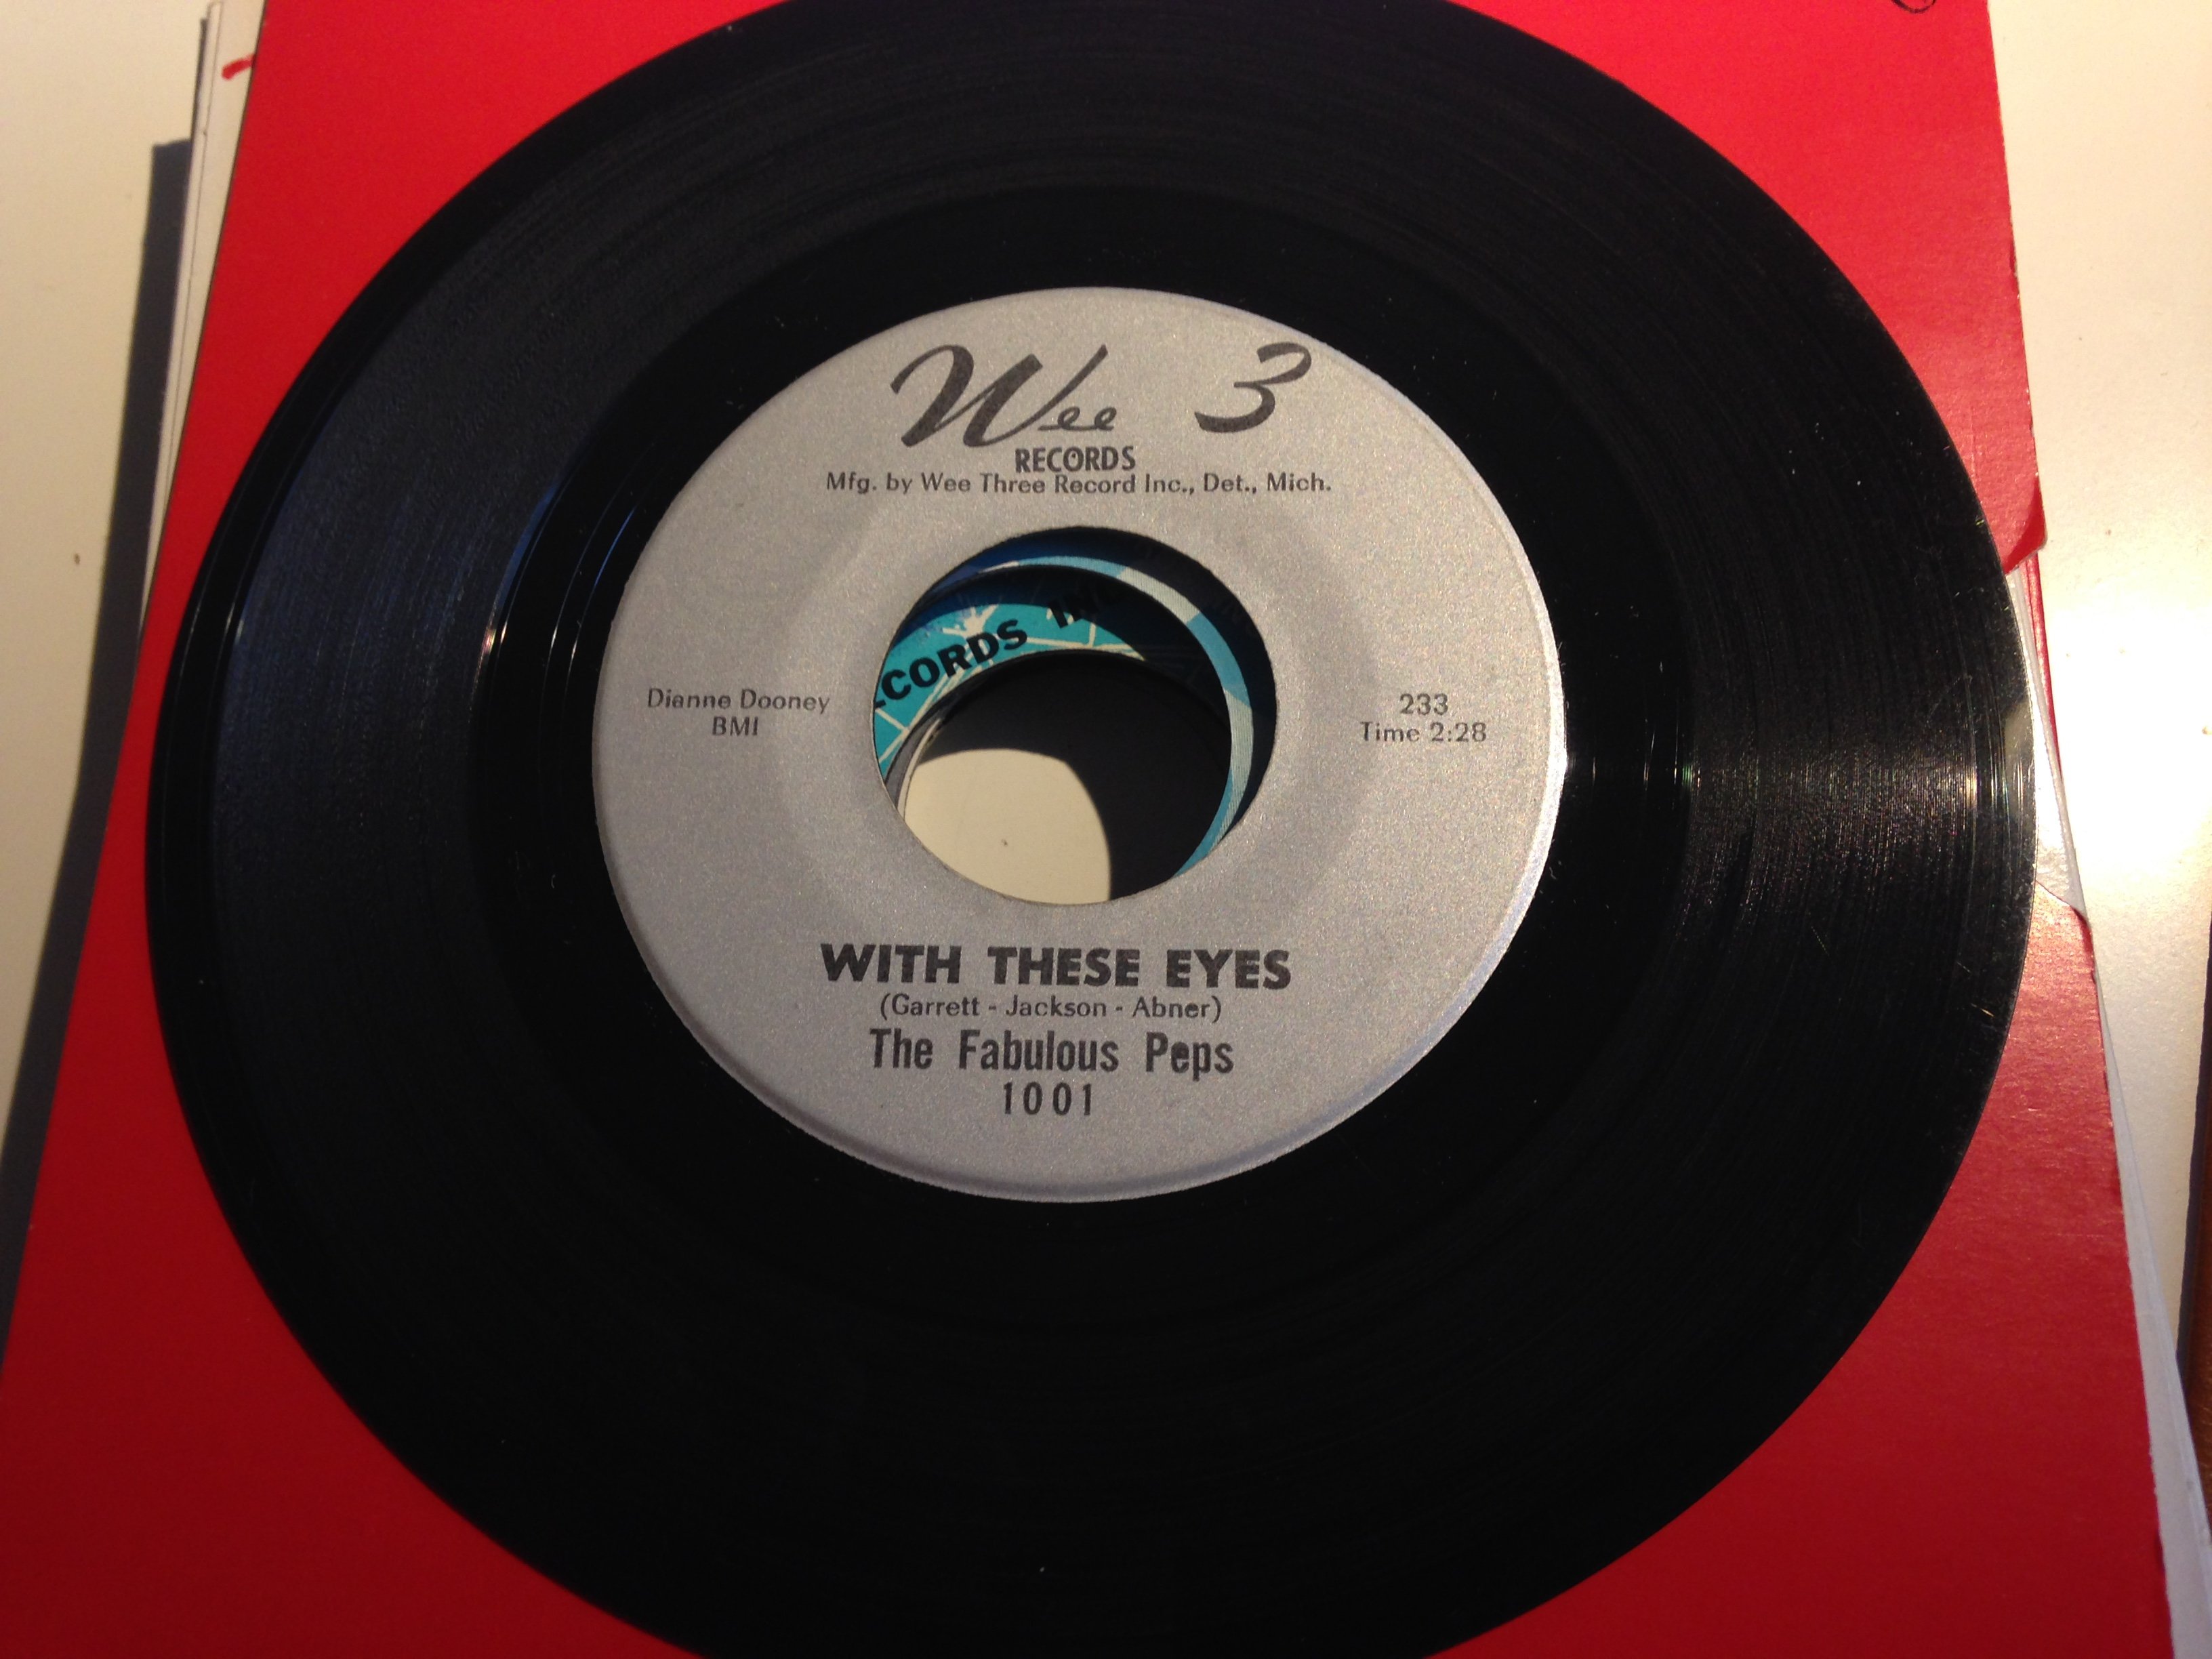 Wee 3
RECORDS
Mfg. by Wee Three Record Inc., Det., Mich.
CORDS INC
Dianne Dooney
BMI
233
Time 2:28
WITH THESE EYES
(Garrett - Jackson - Abner)
The Fabulous Peps
1001